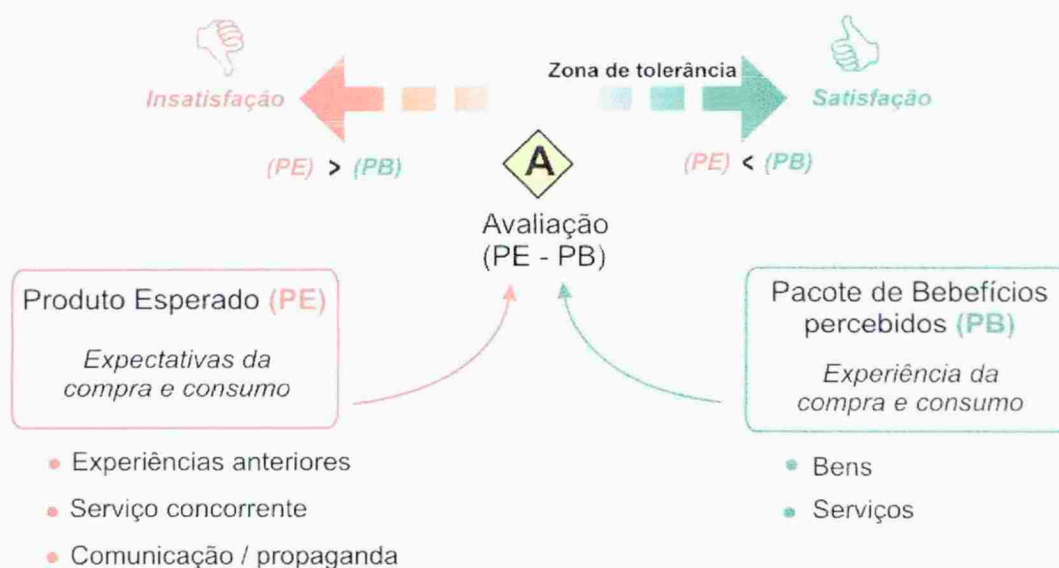 Zona de tolerância
Insatisfação
Satisfação
(PE) > (PB)
(PE) < (PB)
A
Avaliação
(PE - PB)
Produto Esperado (PE)
Expectativas da
compra e consumo
Pacote de Bebefícios
percebidos (PB)
Experiência da
compra e consumo
• Experiências anteriores
• Serviço concorrente
• Comunicação / propaganda
• Bens
• Serviços